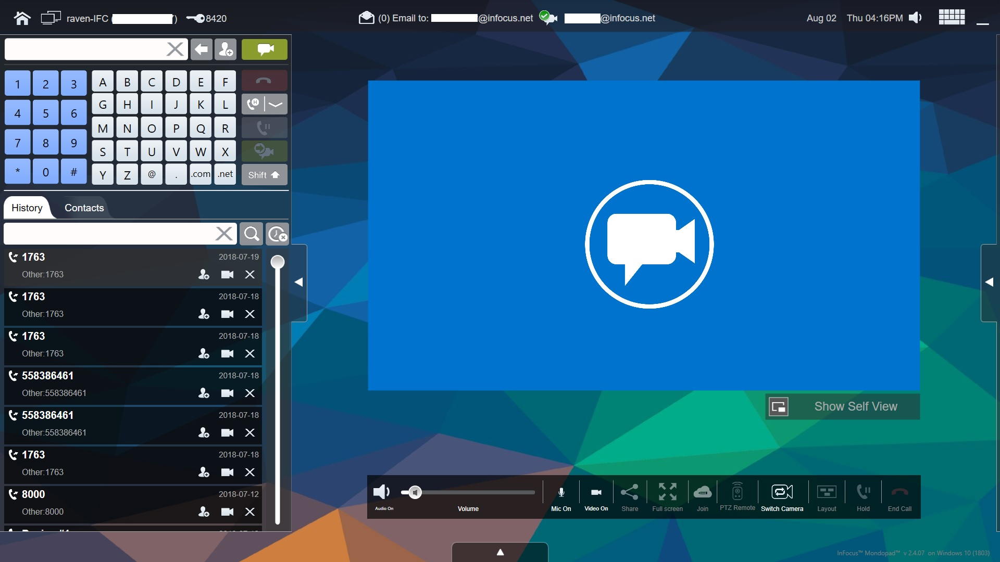 raven-IFC ( ) 8420 (0) Email to: @infocus.net @infocus.net Aug 02 Thu 04:16PM
1 2 3 A B C D E F
G H I J K L
4 5 6 M N O P Q R
7 8 9 S T U V W X
* 0 # Y Z @ . .com .net Shift
History Contacts
1763 2018-07-19
Other:1763
1763 2018-07-18
Other:1763
1763 2018-07-18
Other:1763
558386461 2018-07-18
Other:558386461
558386461 2018-07-18
Other:558386461
1763 2018-07-18
Other:1763
8000 2018-07-12
Other:8000
Show Self View
Audio On Volume Mic On Video On Share Full screen Join PTZ Remote Switch Camera Layout Hold End Call
InFocus™ Mondopad™ v 2.4.07 on Windows 10 (1803)